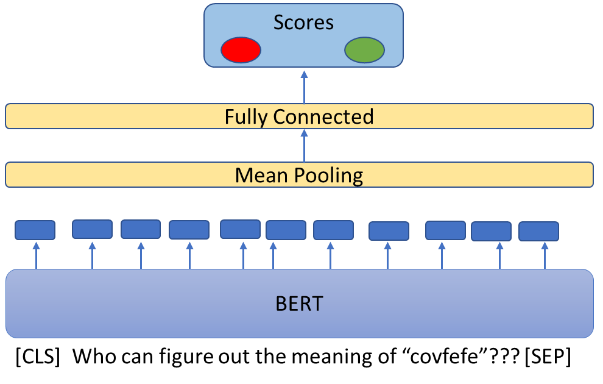 Scores
Fully Connected
Mean Pooling
BERT
[CLS] Who can figure out the meaning of “covfefe”??? [SEP]